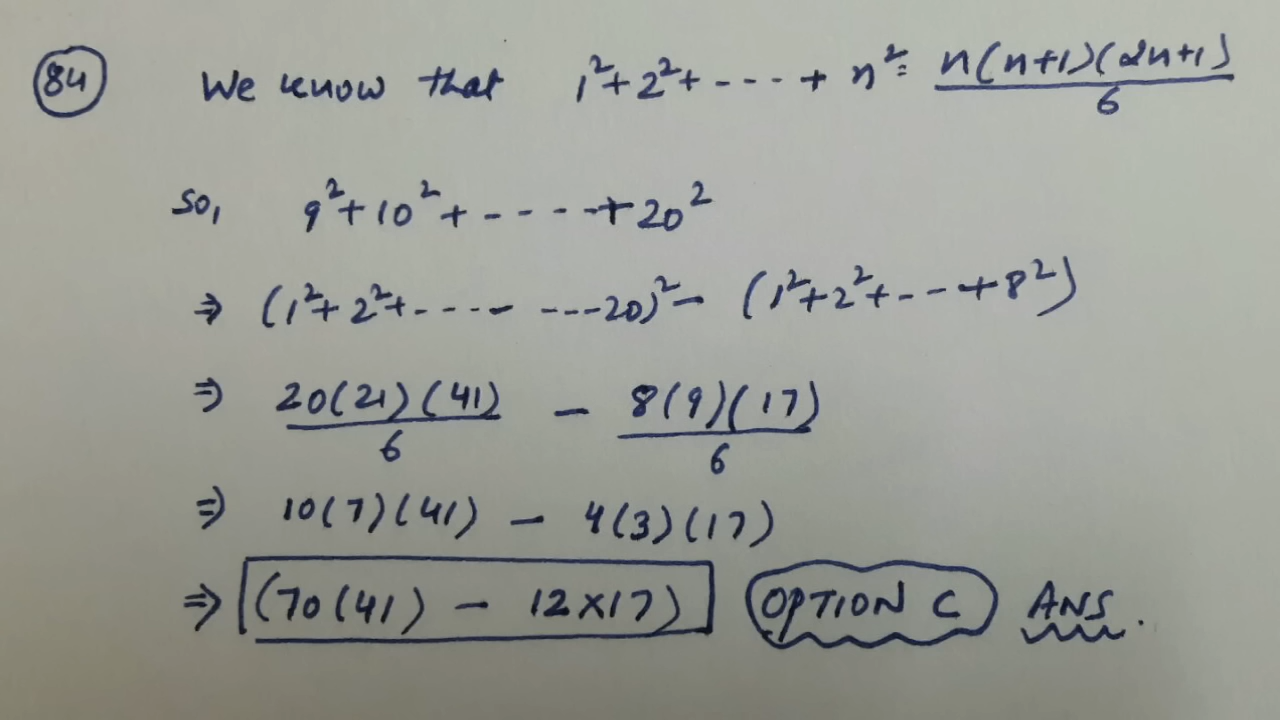 84 We know that 1²+2²+----+ n² = n(n+1)(2n+1)/6
So, 9²+10²+-----+20²
⇒ (1²+2²+---- ---20)²- (1²+2²+---+8²)
⇒ 20(21)(41)/6 - 8(9)(17)/6
⇒ 10(7)(41) - 4(3)(17)
⇒ (70(41) - 12×17) OPTION C ANS.